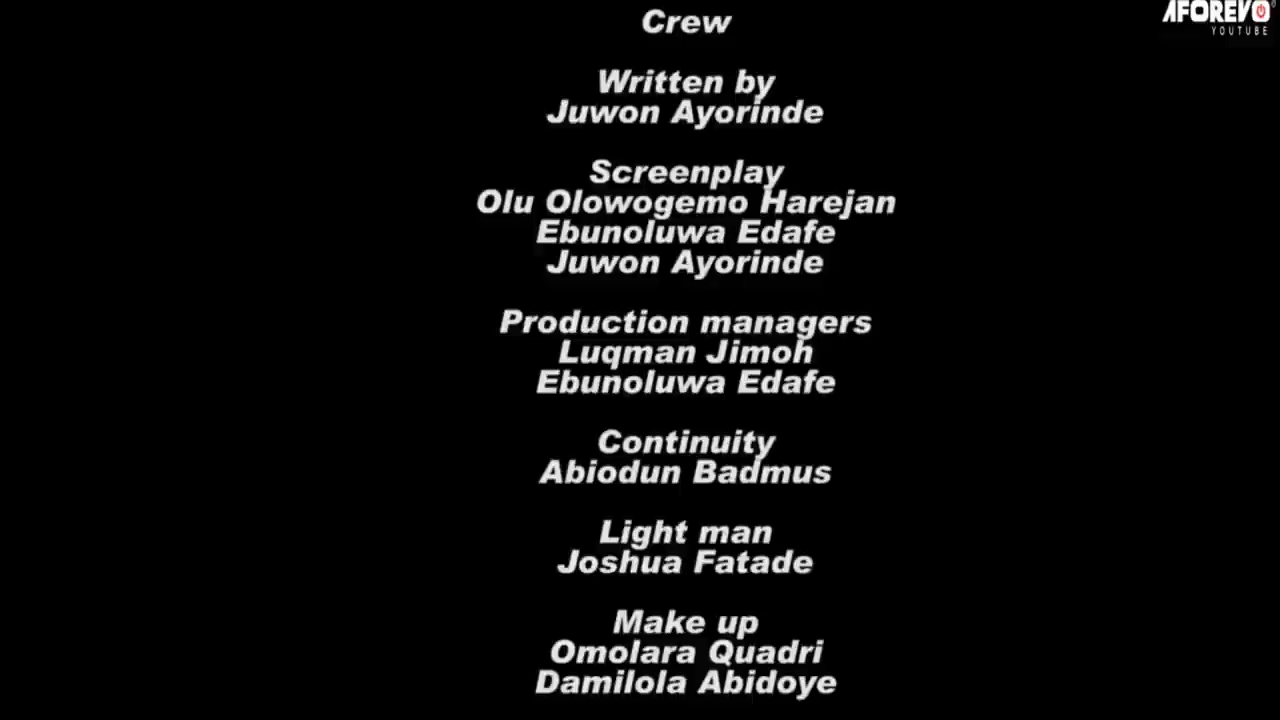 Crew
AFOREVO
YOUTUBE
Written by
Juwon Ayorinde
Screenplay
Olu Olowogemo Harejan
Ebunoluwa Edafe
Juwon Ayorinde
Production managers
Luqman Jimoh
Ebunoluwa Edafe
Continuity
Abiodun Badmus
Light man
Joshua Fatade
Make up
Omolara Quadri
Damilola Abidoye